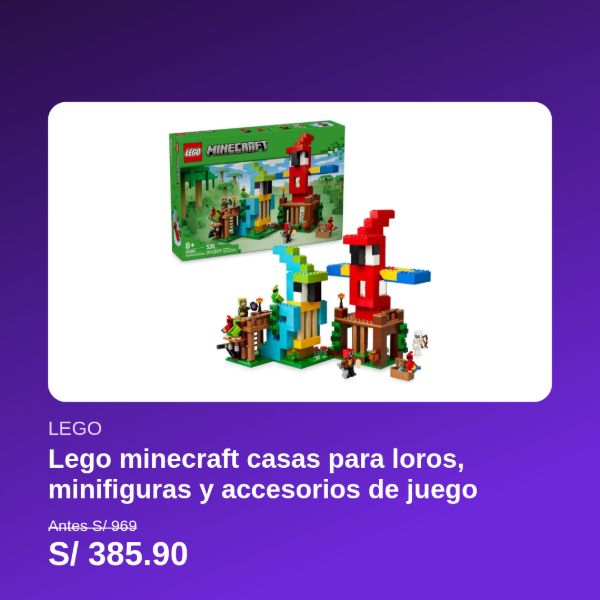 LEGO
MINECRAFT
8+
LEGO
Lego minecraft casas para loros,
minifiguras y accesorios de juego
Antes S/ 969
S/ 385.90